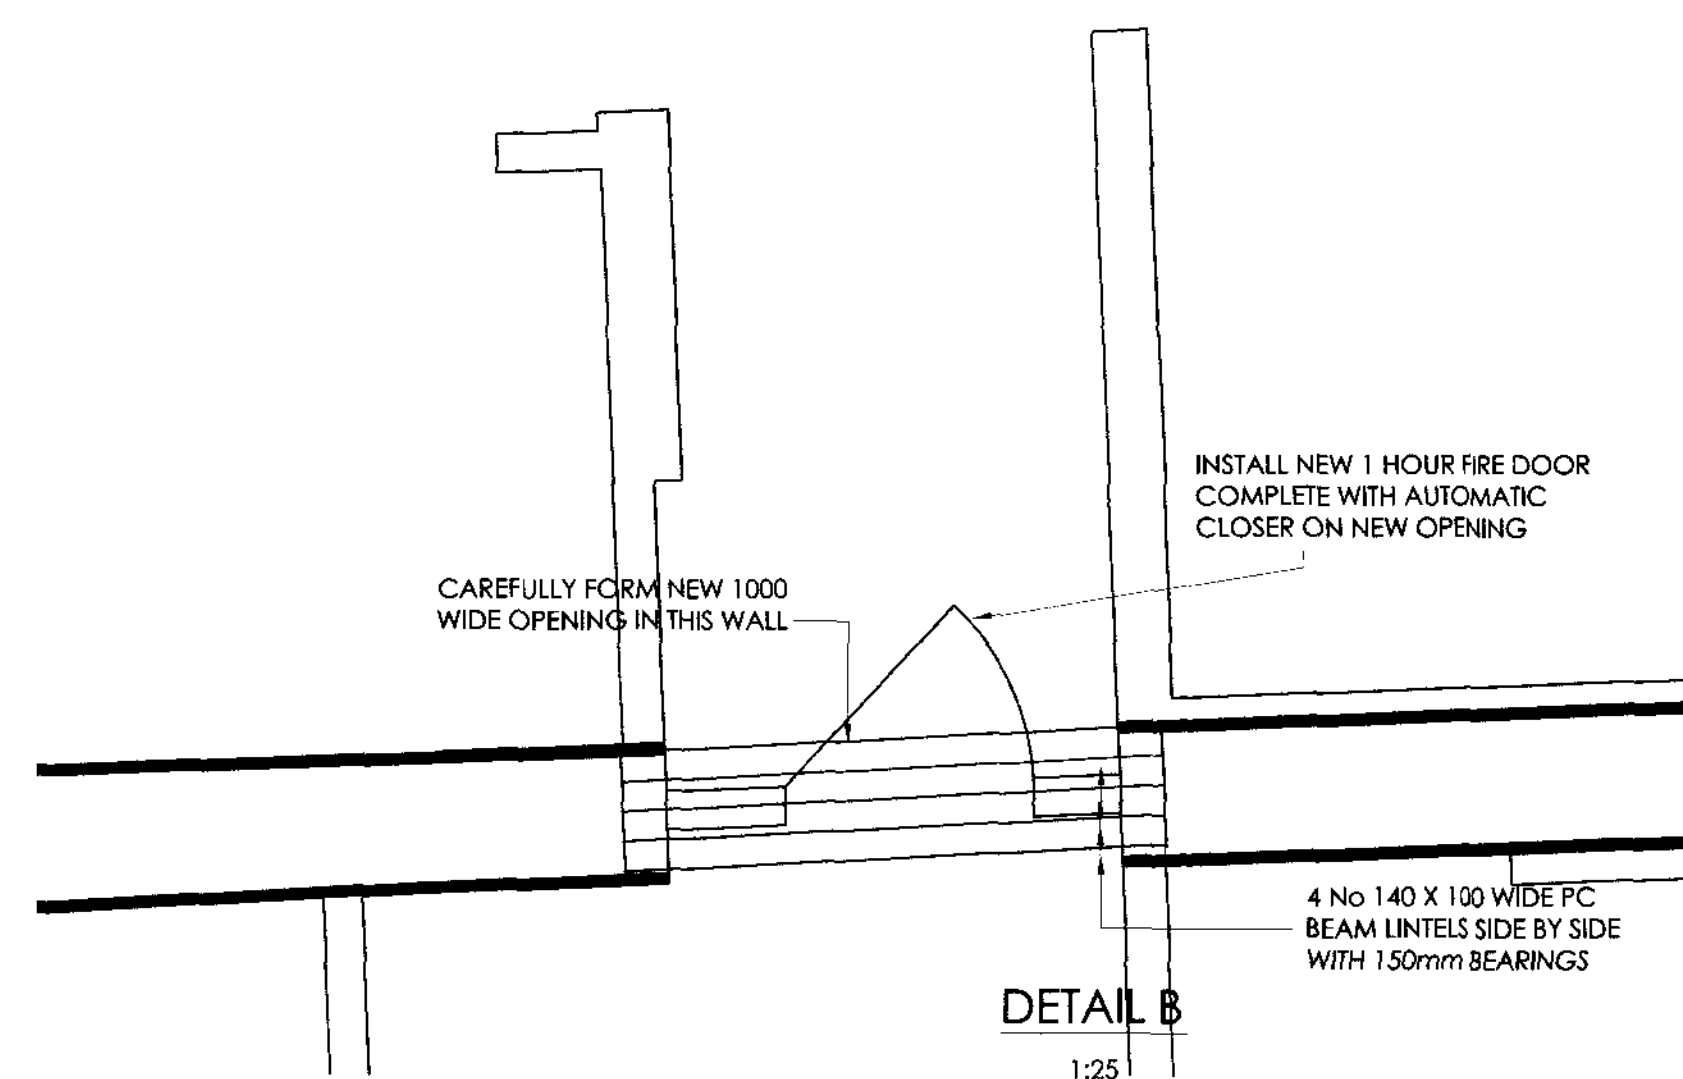 INSTALL NEW 1 HOUR FIRE DOOR
COMPLETE WITH AUTOMATIC
CLOSER ON NEW OPENING
CAREFULLY FORM NEW 1000
WIDE OPENING IN THIS WALL
4 No 140 X 100 WIDE PC
BEAM LINTELS SIDE BY SIDE
WITH 150mm BEARINGS
DETAIL B
1:25